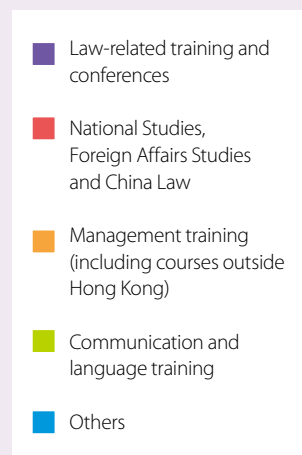 Law-related training and
conferences
National Studies,
Foreign Affairs Studies
and China Law
Management training
(including courses outside
Hong Kong)
Communication and
language training
Others